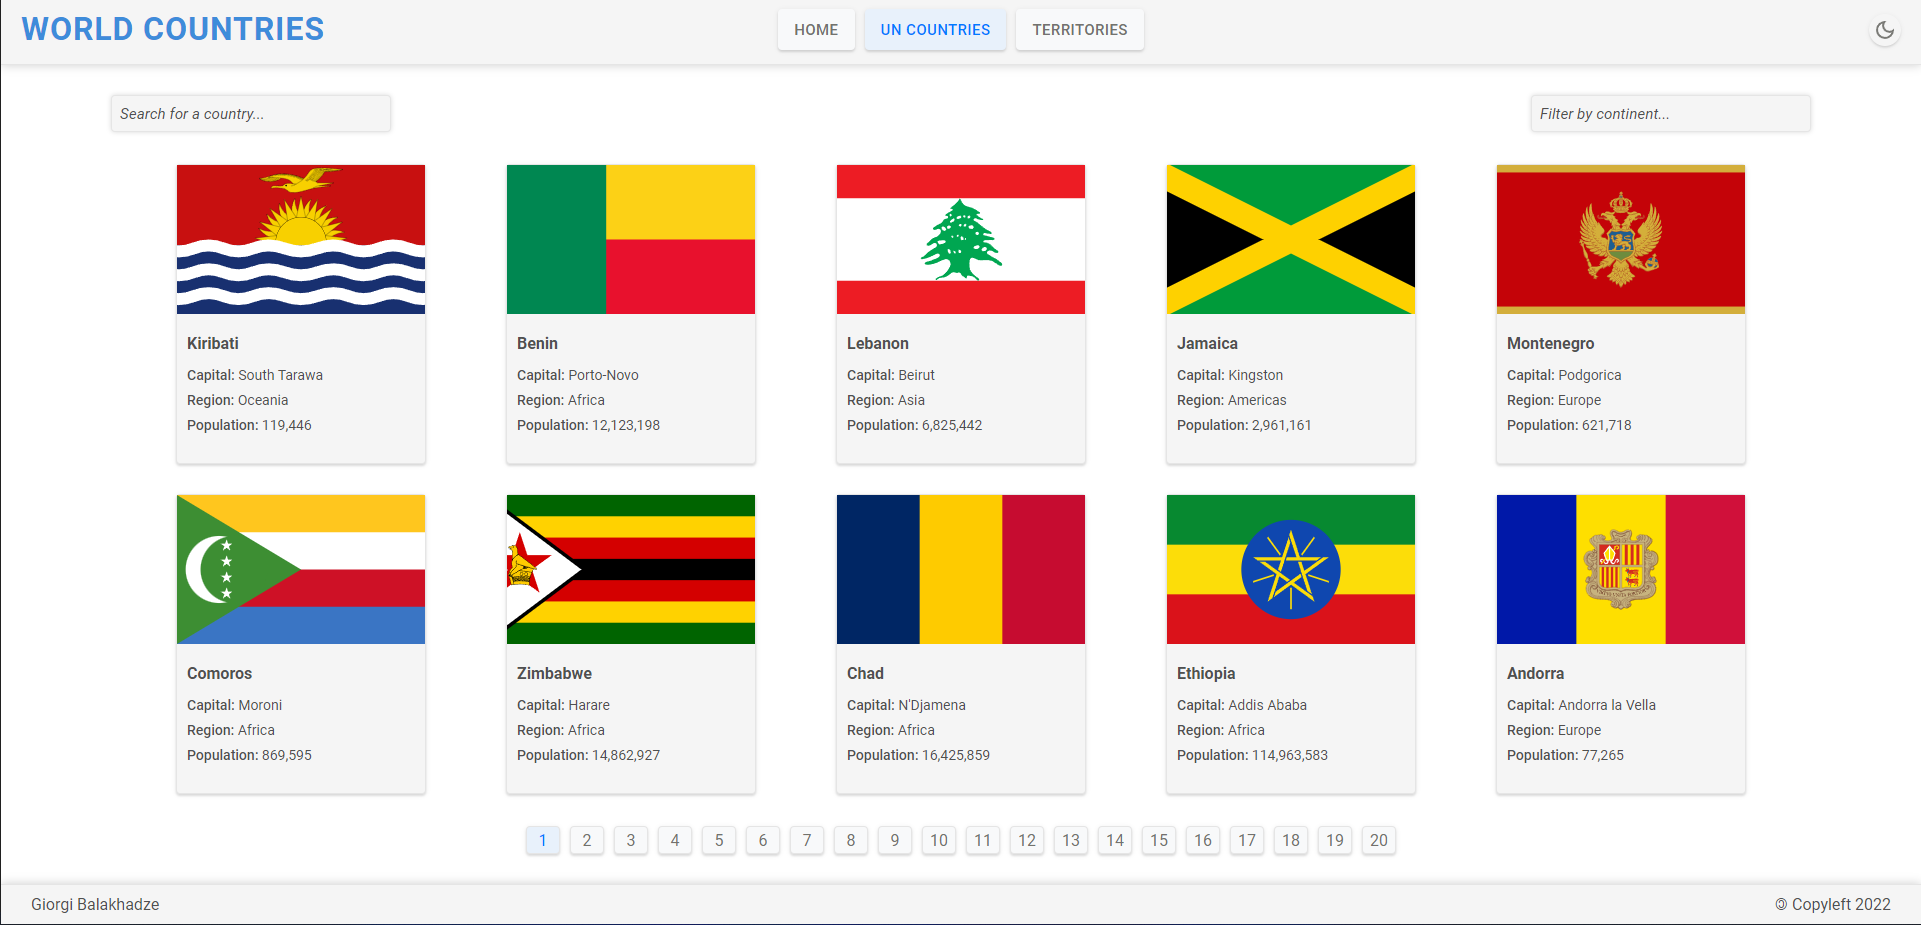 WORLD COUNTRIES
HOME
UN COUNTRIES
TERRITORIES
Search for a country...
Filter by continent...
Kiribati
Capital: South Tarawa
Region: Oceania
Population: 119,446
Benin
Capital: Porto-Novo
Region: Africa
Population: 12,123,198
Lebanon
Capital: Beirut
Region: Asia
Population: 6,825,442
Jamaica
Capital: Kingston
Region: Americas
Population: 2,961,161
Montenegro
Capital: Podgorica
Region: Europe
Population: 621,718
Comoros
Capital: Moroni
Region: Africa
Population: 869,595
Zimbabwe
Capital: Harare
Region: Africa
Population: 14,862,927
Chad
Capital: N'Djamena
Region: Africa
Population: 16,425,859
Ethiopia
Capital: Addis Ababa
Region: Africa
Population: 114,963,583
Andorra
Capital: Andorra la Vella
Region: Europe
Population: 77,265
1 2 3 4 5 6 7 8 9 10 11 12 13 14 15 16 17 18 19 20
Giorgi Balakhadze
🄯 Copyleft 2022